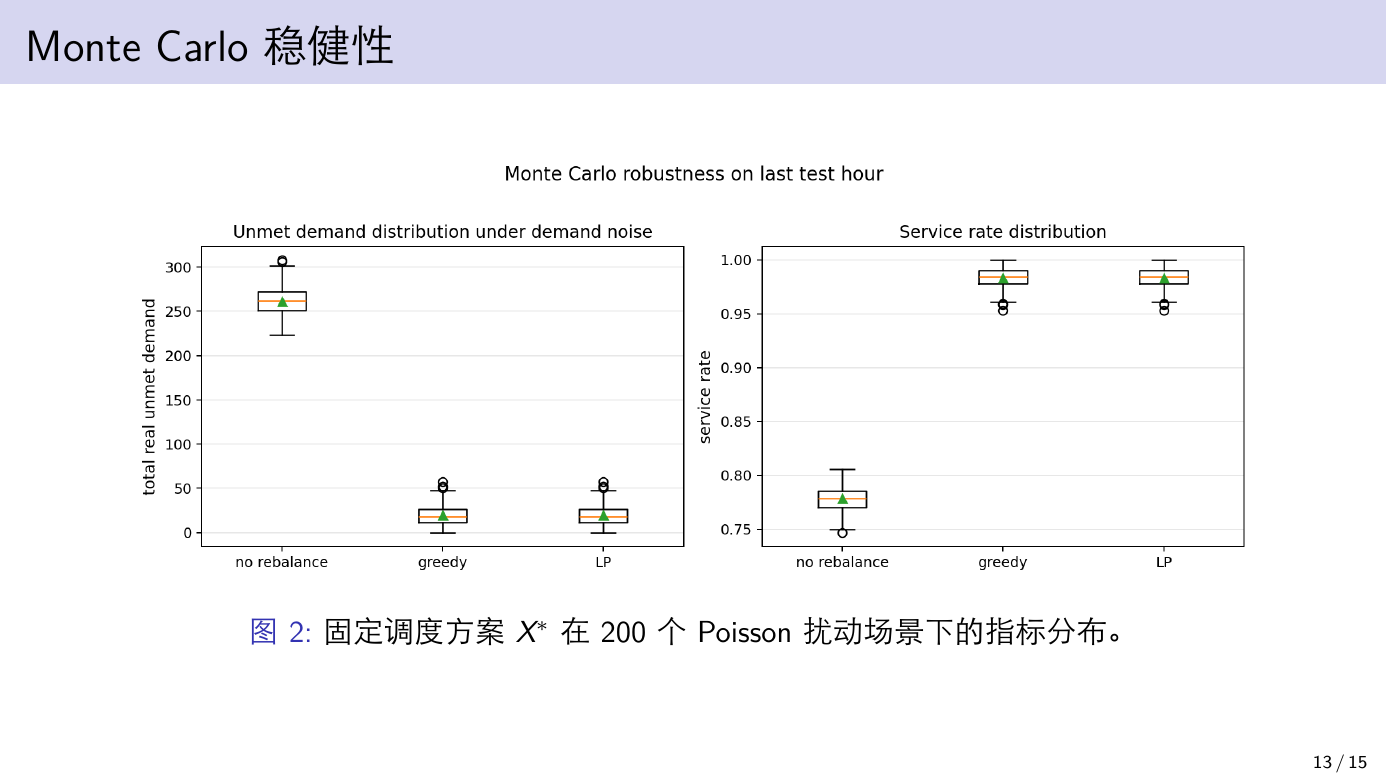 Monte Carlo 稳健性
Monte Carlo robustness on last test hour
Unmet demand distribution under demand noise
total real unmet demand
300
250
200
150
100
50
0
no rebalance greedy LP
Service rate distribution
service rate
1.00
0.95
0.90
0.85
0.80
0.75
no rebalance greedy LP
图 2: 固定调度方案 X* 在 200 个 Poisson 扰动场景下的指标分布。
13 / 15